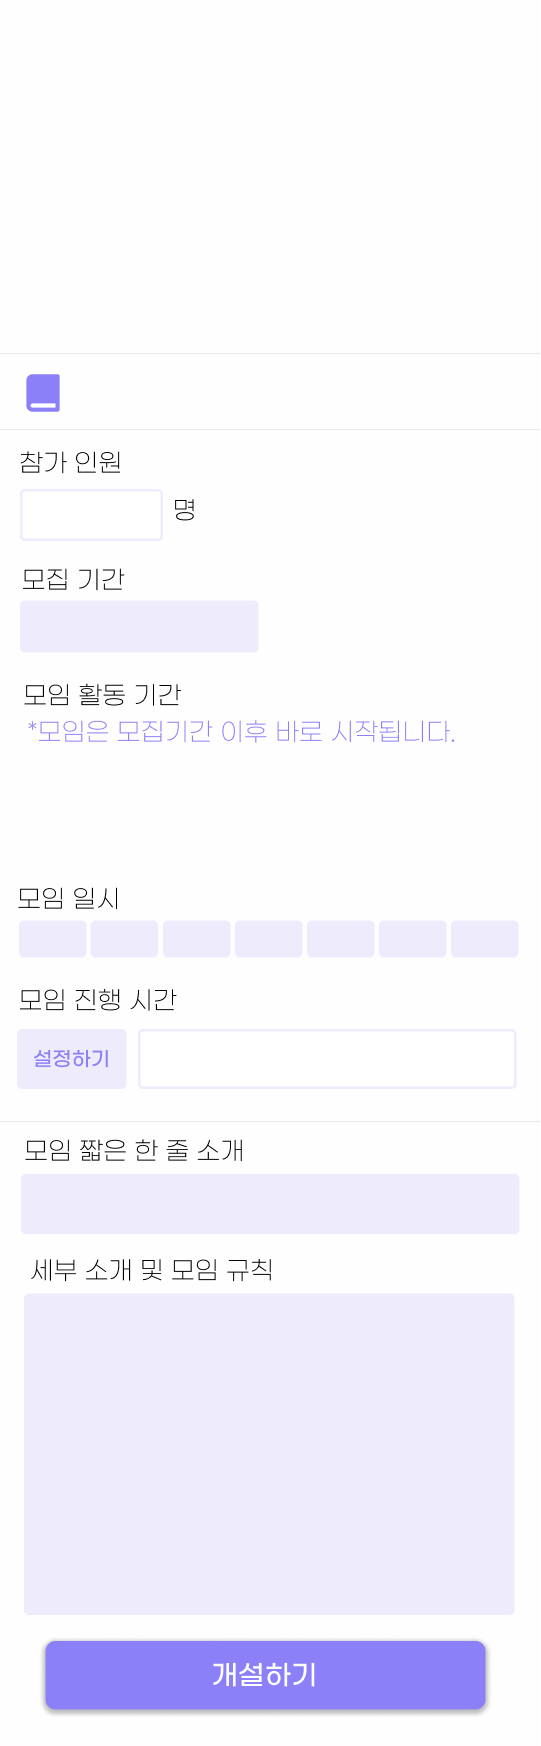 참가 인원
명
모집 기간
모임 활동 기간
*모임은 모집기간 이후 바로 시작됩니다.
모임 일시
모임 진행 시간
설정하기
모임 짧은 한 줄 소개
세부 소개 및 모임 규칙
개설하기